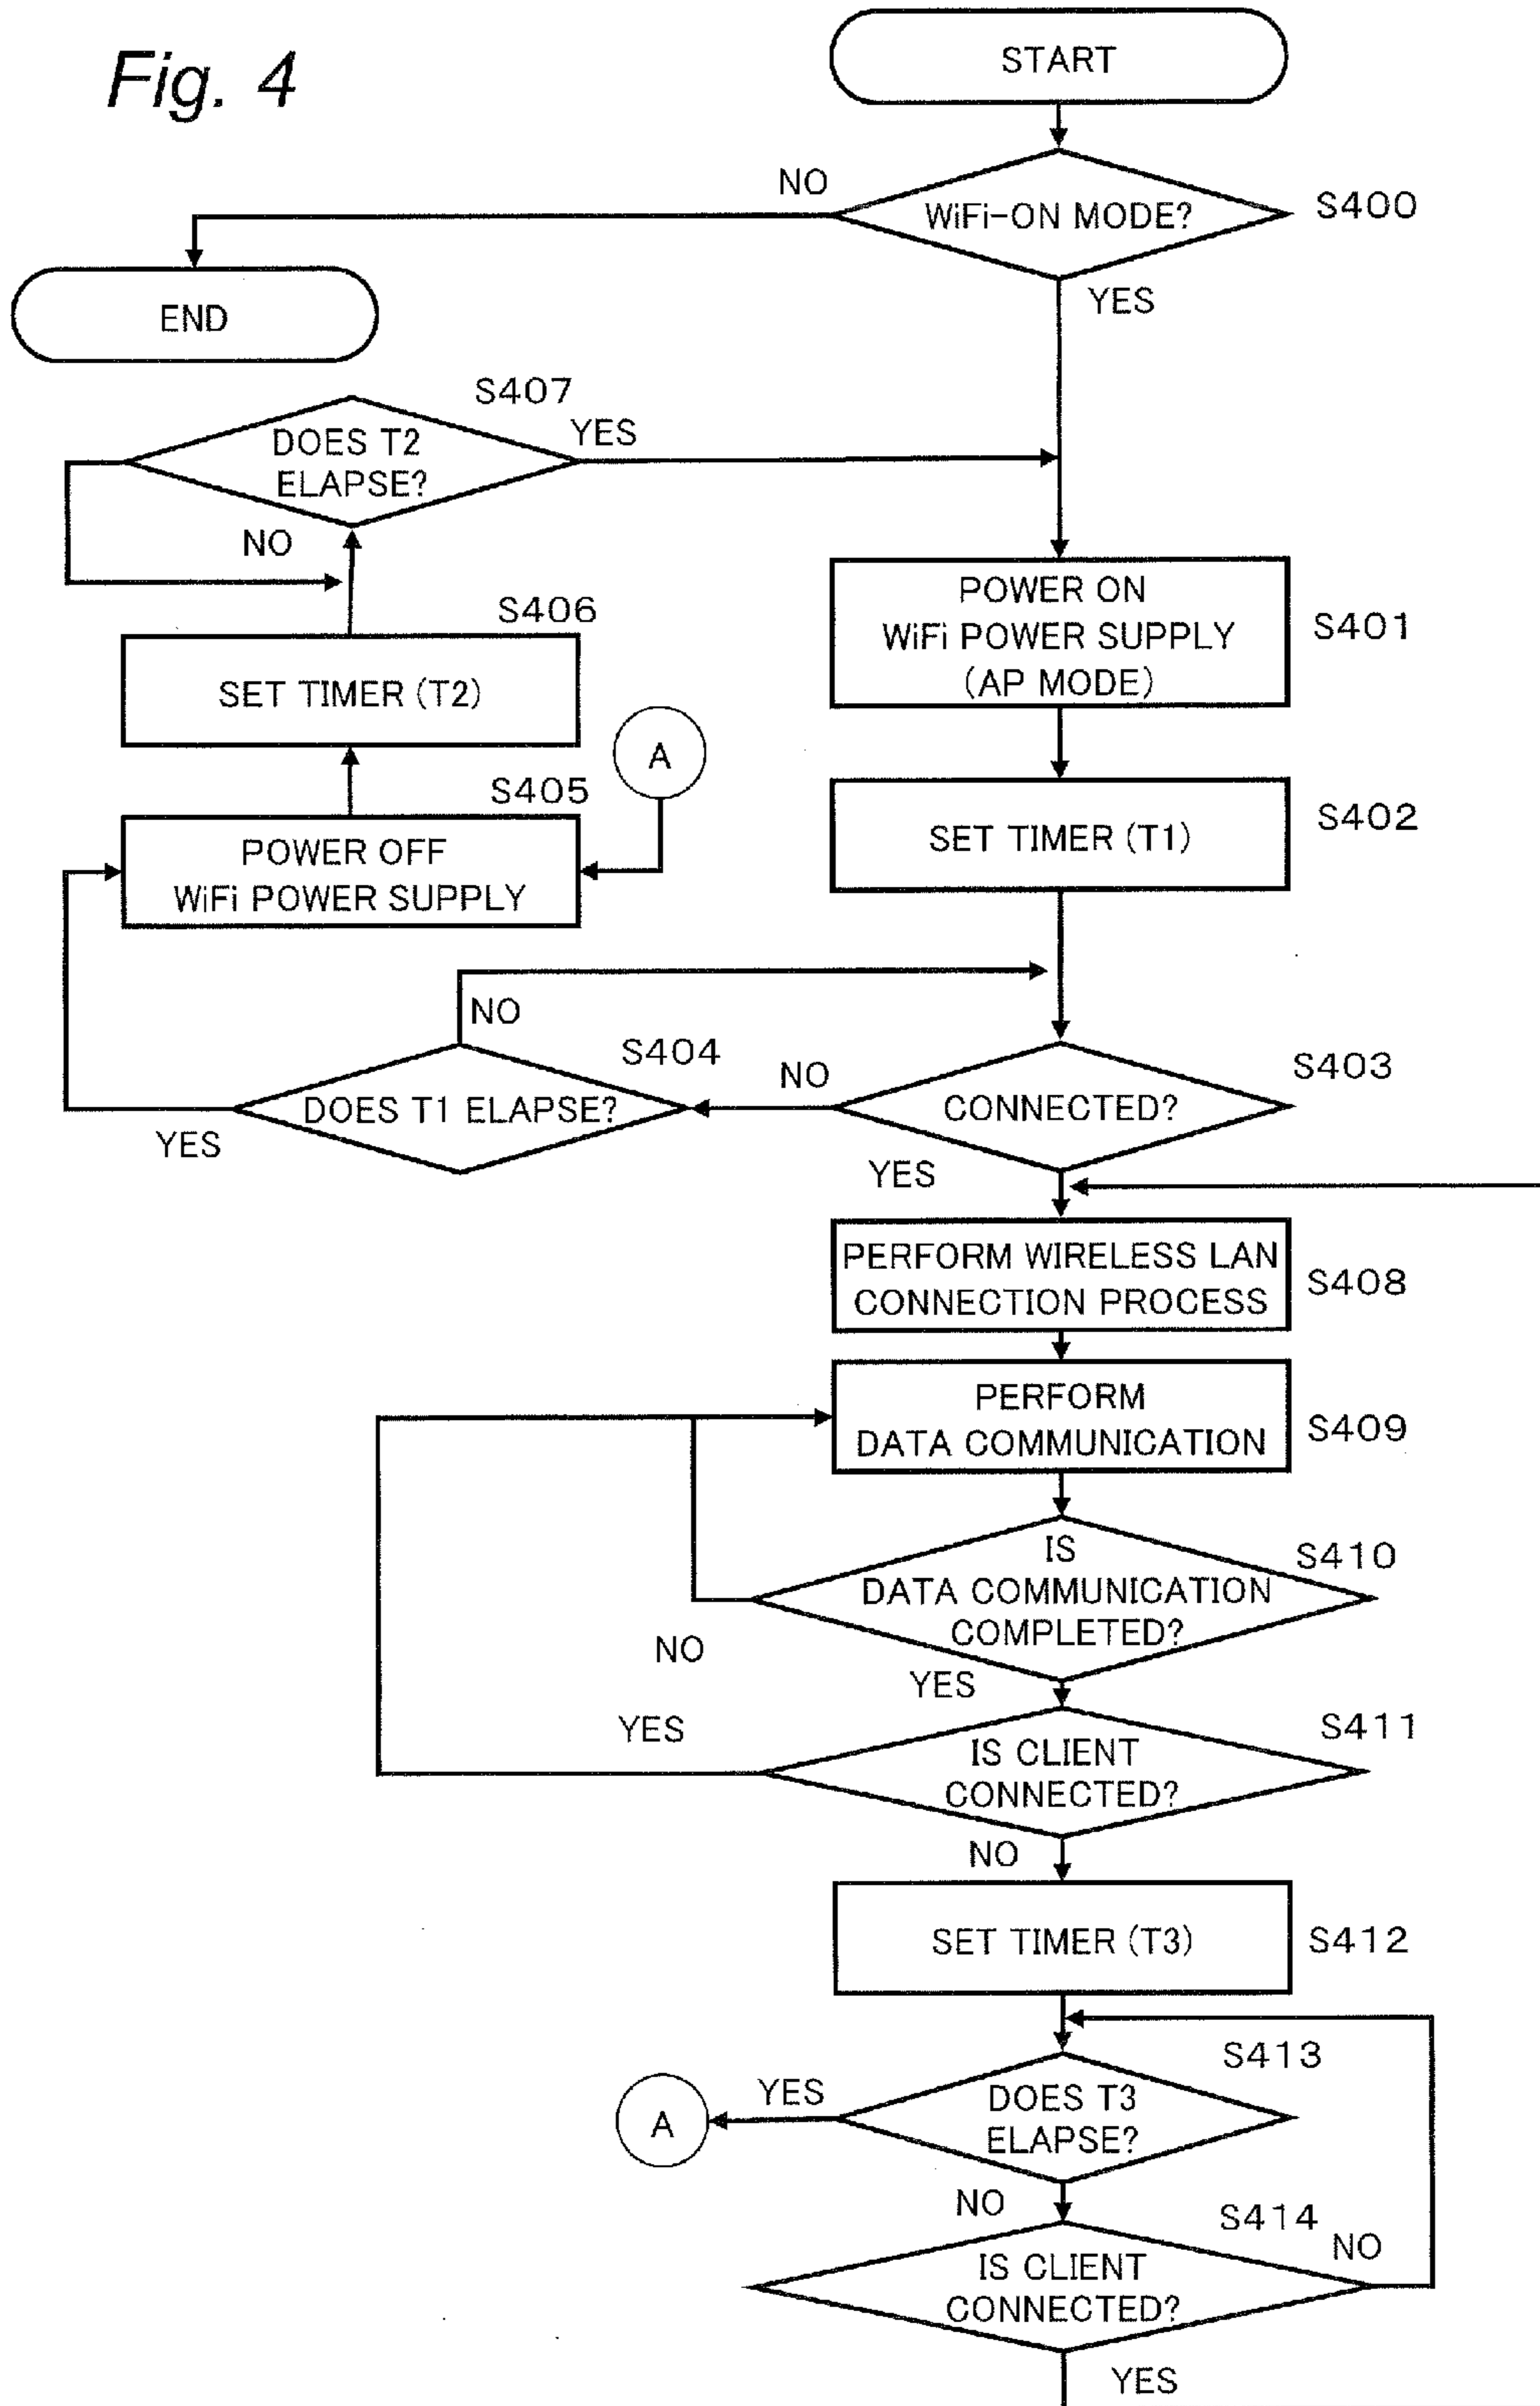 Fig. 4
START
NO
WiFi-ON MODE?
S400
YES
END
S407
DOES T2
ELAPSE?
YES
NO
S406
SET TIMER (T2)
POWER ON
WiFi POWER SUPPLY
(AP MODE)
S401
A
S405
POWER OFF
WiFi POWER SUPPLY
SET TIMER (T1)
S402
NO
S404
DOES T1 ELAPSE?
YES
NO
CONNECTED?
S403
YES
PERFORM WIRELESS LAN
CONNECTION PROCESS
S408
PERFORM
DATA COMMUNICATION
S409
IS
DATA COMMUNICATION
COMPLETED?
S410
NO
YES
YES
IS CLIENT
CONNECTED?
S411
NO
SET TIMER (T3)
S412
S413
DOES T3
ELAPSE?
YES
A
NO
S414
IS CLIENT
CONNECTED?
NO
YES